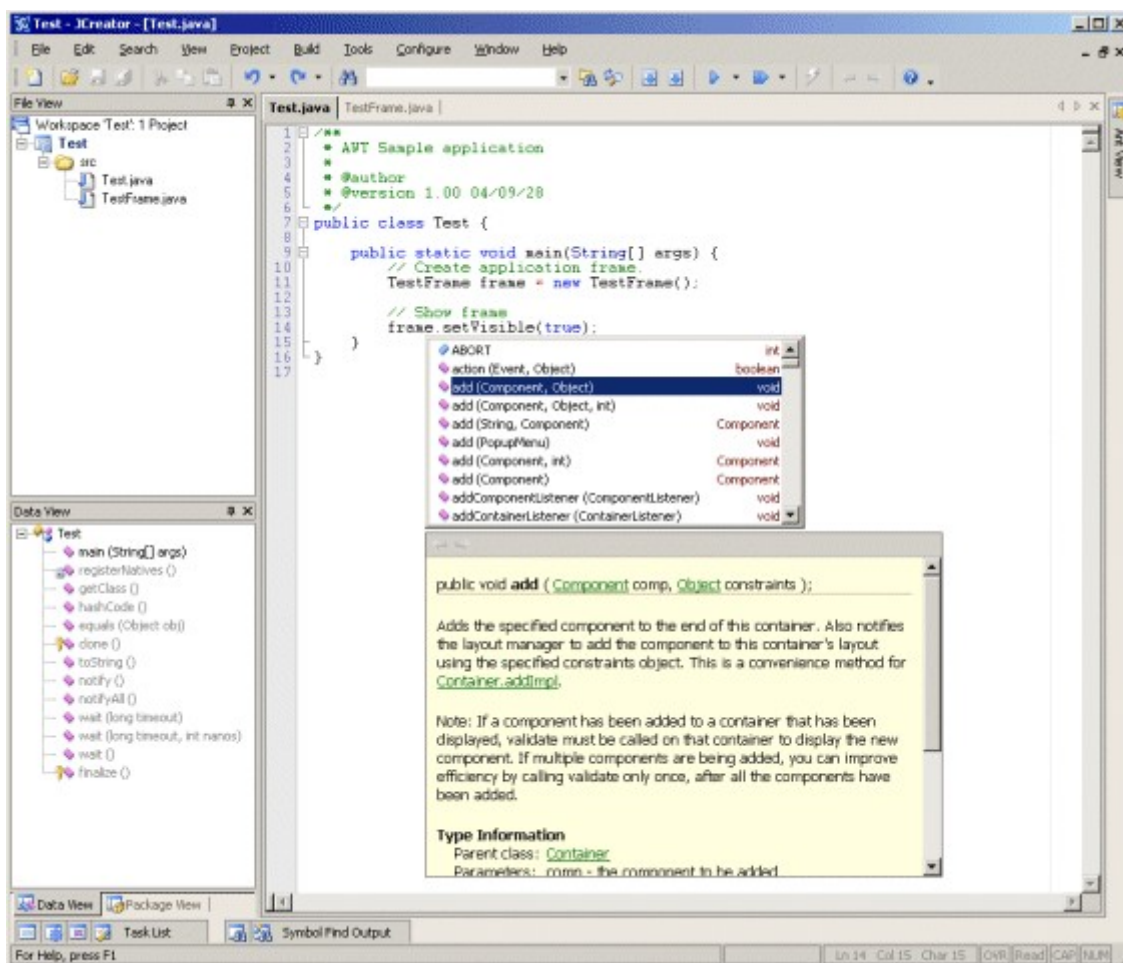 Test - JCreator - [Test.java]
File Edit Search View Project Build Tools Configure Window Help
File View
Workspace 'Test': 1 Project
Test
src
Test.java
TestFrame.java
Data View
Test
main (String[] args)
registerNatives ()
getClass ()
hashCode ()
equals (Object obj)
clone ()
toString ()
notify ()
notifyAll ()
wait (long timeout)
wait (long timeout, int nanos)
wait ()
finalize ()
Data View Package View
Test.java TestFrame.java
1 /**
2 * AWT Sample application
3 *
4 * @author
5 * @version 1.00 04/09/28
6 */
7 public class Test {
8
9 public static void main(String[] args) {
10 // Create application frame.
11 TestFrame frame = new TestFrame();
12
13 // Show frame
14 frame.setVisible(true);
15 }
16 }
17
ABORT int
action (Event, Object) boolean
add (Component, Object) void
add (Component, Object, int) void
add (String, Component) Component
add (PopupMenu) void
add (Component, int) Component
add (Component) Component
addComponentListener (ComponentListener) void
addContainerListener (ContainerListener) void
public void add ( Component comp, Object constraints );
Adds the specified component to the end of this container. Also notifies
the layout manager to add the component to this container's layout
using the specified constraints object. This is a convenience method for
Container.addImpl.
Note: If a component has been added to a container that has been
displayed, validate must be called on that container to display the new
component. If multiple components are being added, you can improve
efficiency by calling validate only once, after all the components have
been added.
Type Information
Parent class: Container
Parameters: comp - the component to be added
Ant View
Task List Symbol Find Output
For Help, press F1
Ln 14 Col 15 Char 15 OVR Read CAP NUM